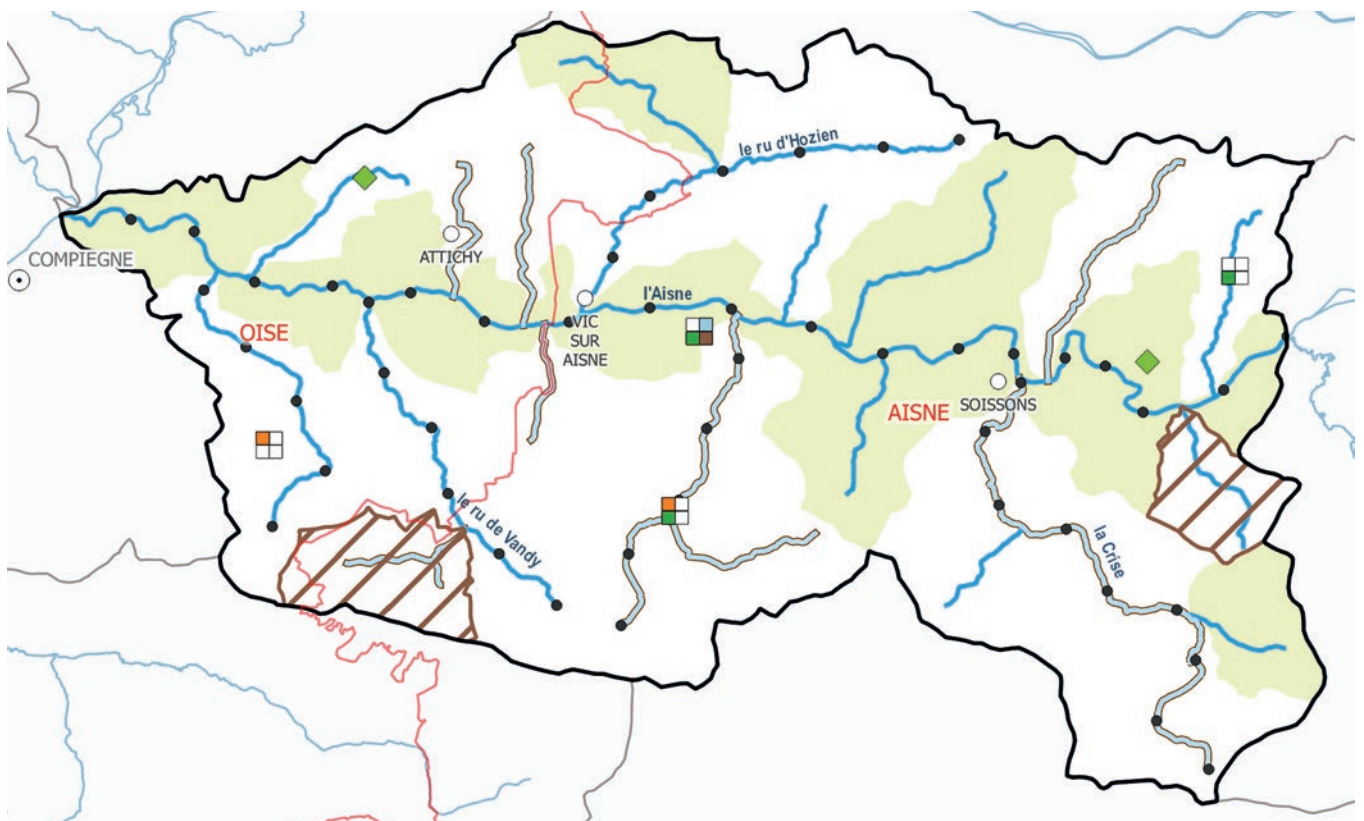 le ru d'Hozien
COMPIEGNE
ATTICHY
l'Aisne
VIC
SUR
AISNE
OISE
AISNE
SOISSONS
le ru de Vandy
la Crise